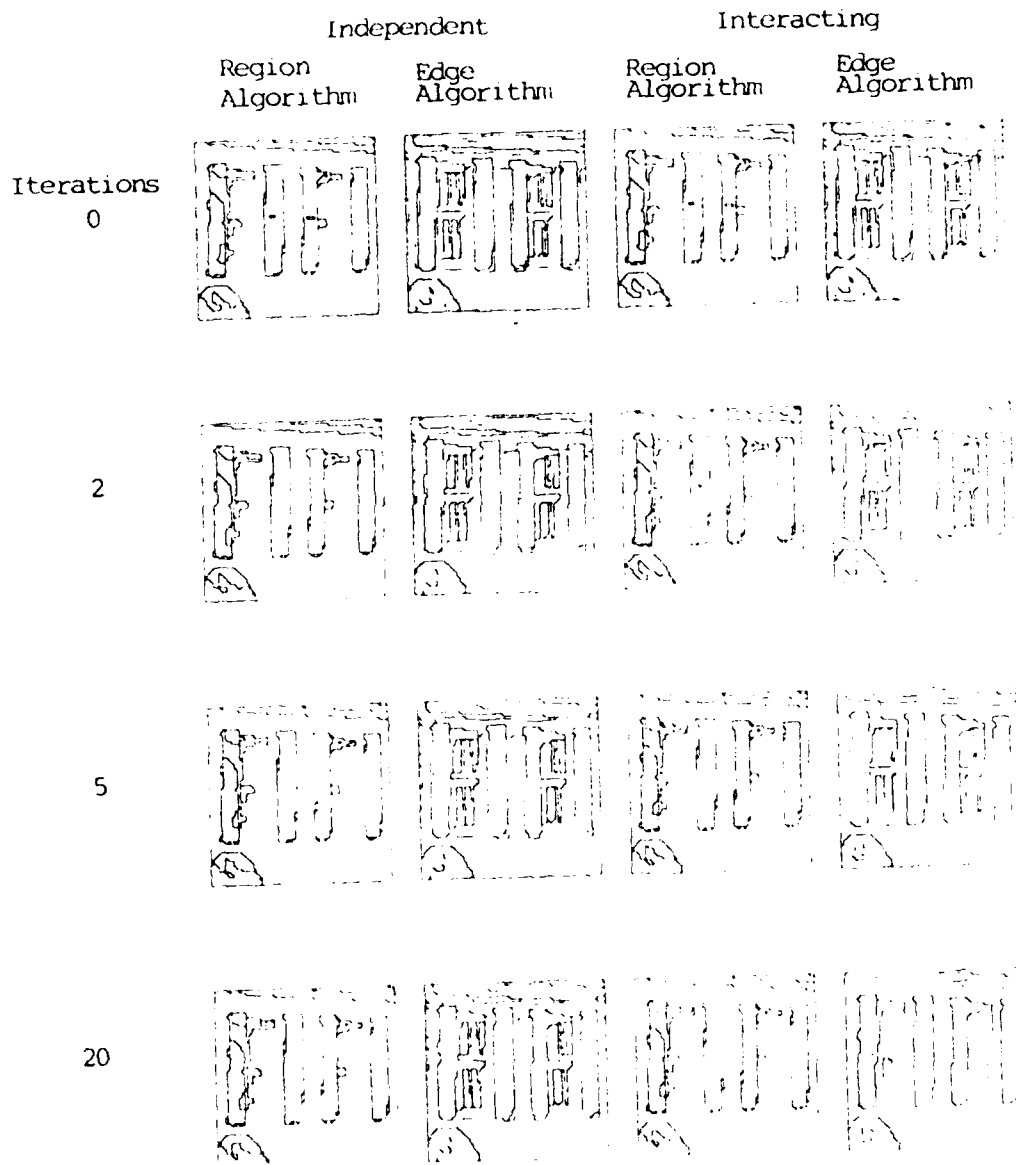 Independent Interacting
Region Edge Region Edge
Algorithm Algorithm Algorithm Algorithm
Iterations
0
2
5
20